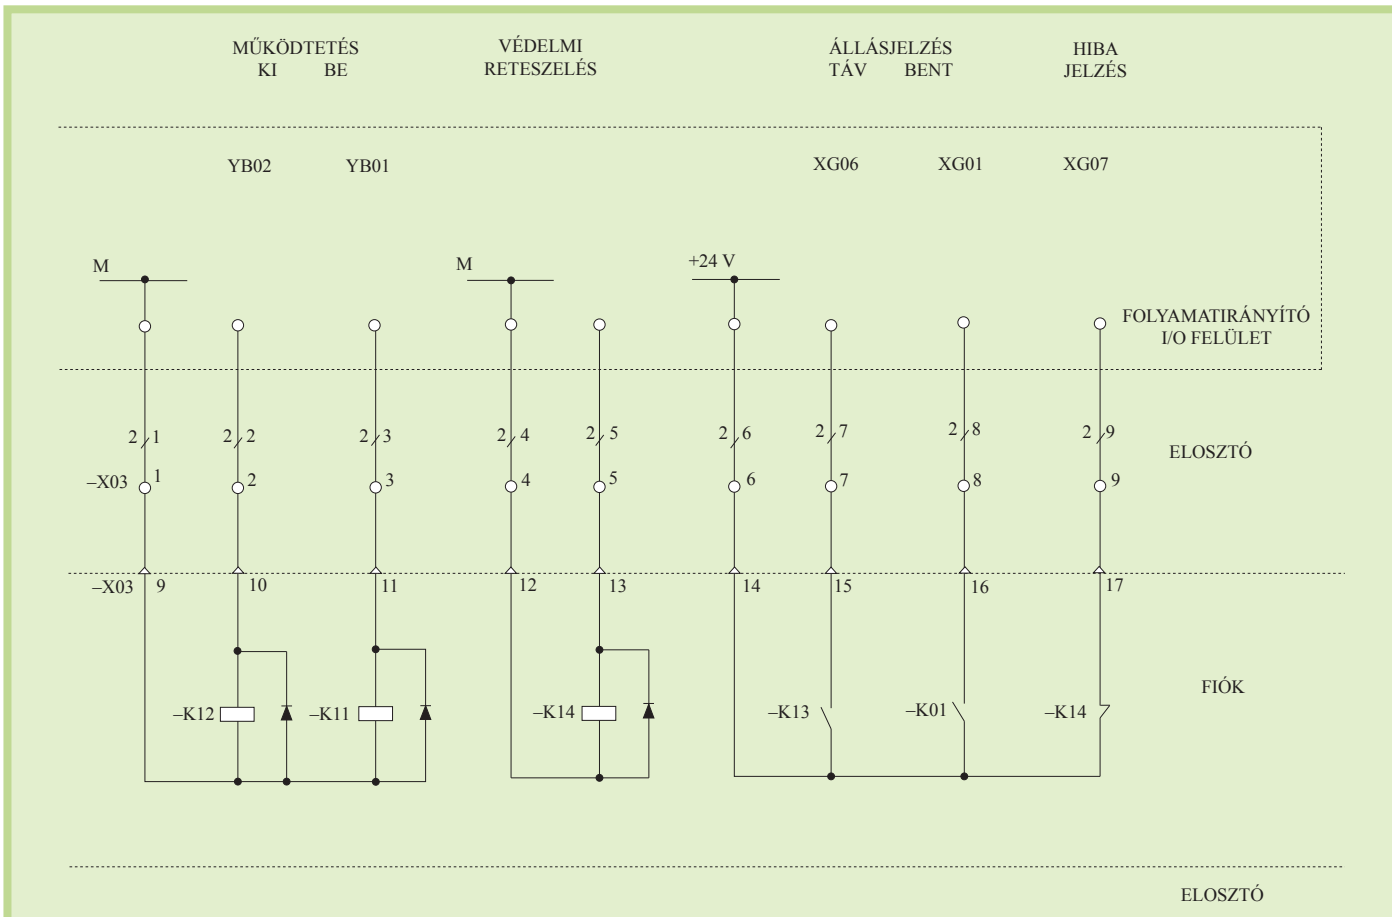 MŰKÖDTETÉS
KI BE
VÉDELMI
RETESZELÉS
ÁLLÁSJELZÉS
TÁV BENT
HIBA
JELZÉS
YB02 YB01 XG06 XG01 XG07
M M +24 V
FOLYAMATIRÁNYÍTÓ
I/O FELÜLET
2 1 2 2 2 3 2 4 2 5 2 6 2 7 2 8 2 9
ELOSZTÓ
–X03 1 2 3 4 5 6 7 8 9
–X03 9 10 11 12 13 14 15 16 17
FIÓK
–K12 –K11 –K14 –K13 –K01 –K14
ELOSZTÓ